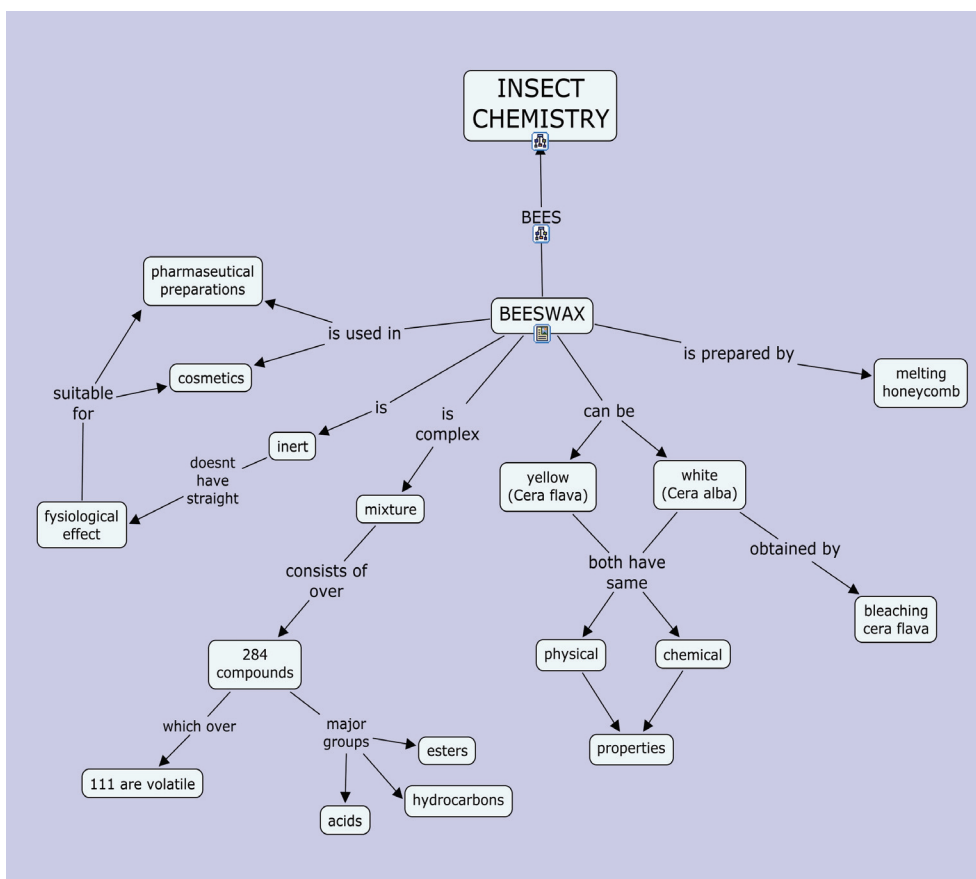 INSECT
CHEMISTRY
BEES
BEESWAX
pharmaseutical
preparations
is used in
cosmetics
suitable
for
is
inert
doesnt
have
straight
fysiological
effect
is
complex
mixture
consists of
over
284
compounds
which over
111 are volatile
major
groups
esters
hydrocarbons
acids
can be
yellow
(Cera flava)
white
(Cera alba)
both have
same
physical
chemical
properties
obtained by
bleaching
cera flava
is prepared by
melting
honeycomb